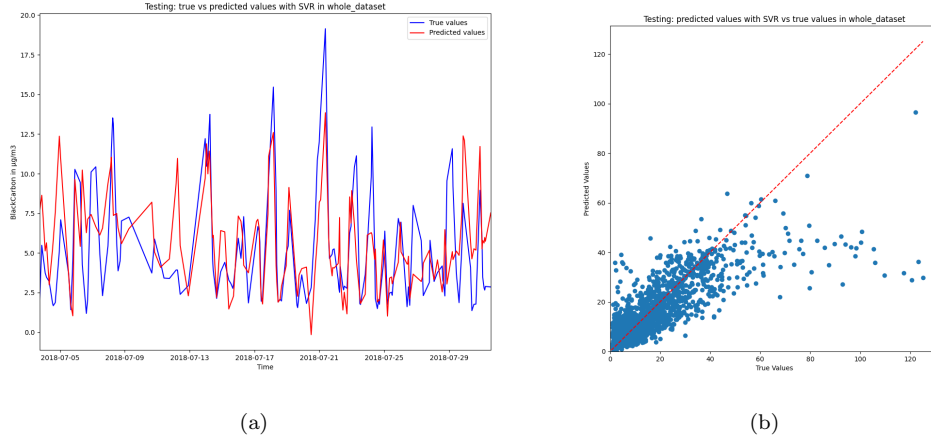 Testing: true vs predicted values with SVR in whole_dataset
True values
Predicted values
20.0
17.5
15.0
12.5
10.0
7.5
5.0
2.5
0.0
BlackCarbon in µg/m3
2018-07-05 2018-07-09 2018-07-13 2018-07-17 2018-07-21 2018-07-25 2018-07-29
Time
(a)
Testing: predicted values with SVR vs true values in whole_dataset
120
100
80
60
40
20
0
Predicted Values
0 20 40 60 80 100 120
True Values
(b)